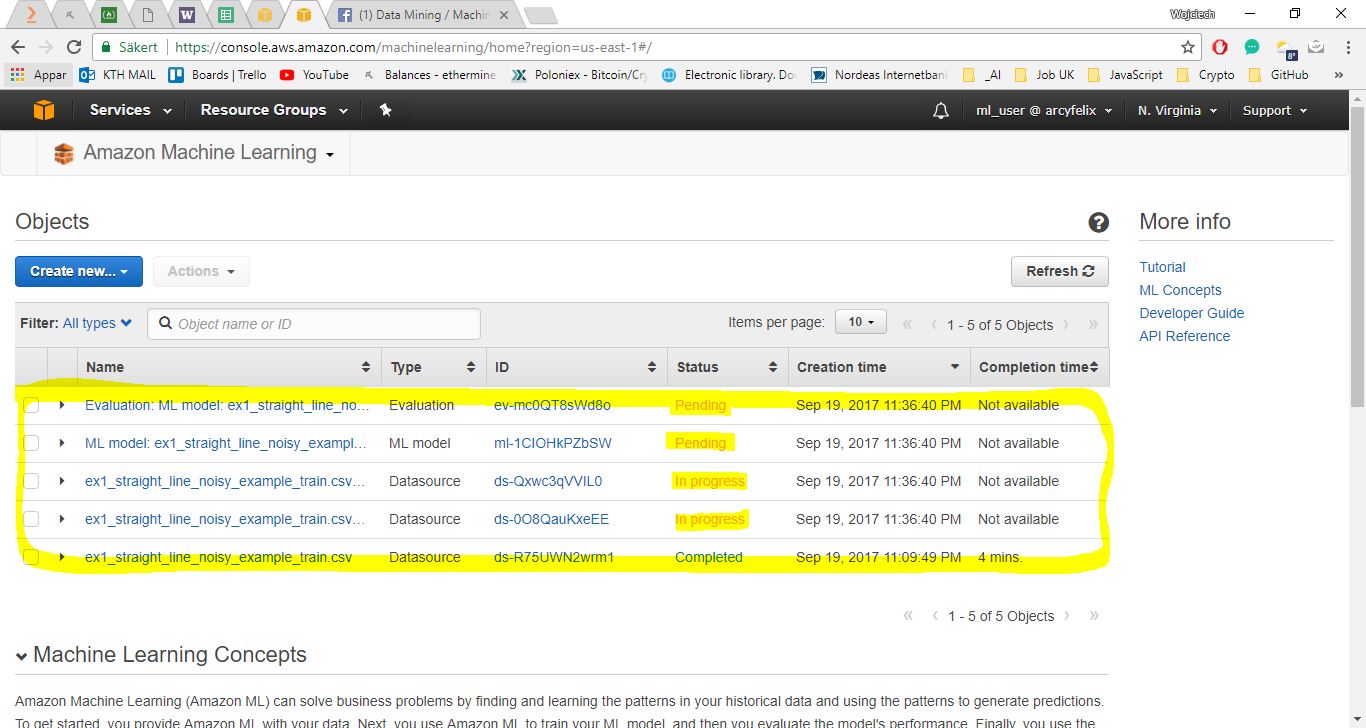 (1) Data Mining / Machin
Wojciech
Säkert
https://console.aws.amazon.com/machinelearning/home?region=us-east-1#/
8°
Appar
KTH MAIL
Boards | Trello
YouTube
Balances - ethermine
Poloniex - Bitcoin/Cry
Electronic library. Do
Nordeas Internetban
_AI
Job UK
JavaScript
Crypto
GitHub
»
Services
Resource Groups
ml_user @ arcyfelix
N. Virginia
Support
Amazon Machine Learning
Objects
More info
Create new...
Actions
Refresh
Tutorial
ML Concepts
Developer Guide
API Reference
Filter: All types
Object name or ID
Items per page: 10
« ‹ 1 - 5 of 5 Objects › »
Name Type ID Status Creation time Completion time
Evaluation: ML model: ex1_straight_line_no... Evaluation ev-mc0QT8sWd8o Pending Sep 19, 2017 11:36:40 PM Not available
ML model: ex1_straight_line_noisy_exampl... ML model ml-1CIOHkPZbSW Pending Sep 19, 2017 11:36:40 PM Not available
ex1_straight_line_noisy_example_train.csv... Datasource ds-Qxwc3qVVIL0 In progress Sep 19, 2017 11:36:40 PM Not available
ex1_straight_line_noisy_example_train.csv... Datasource ds-0O8QauKxeEE In progress Sep 19, 2017 11:36:40 PM Not available
ex1_straight_line_noisy_example_train.csv Datasource ds-R75UWN2wrm1 Completed Sep 19, 2017 11:09:49 PM 4 mins.
« ‹ 1 - 5 of 5 Objects › »
Machine Learning Concepts
Amazon Machine Learning (Amazon ML) can solve business problems by finding and learning the patterns in your historical data and using the patterns to generate predictions.
To get started, you provide Amazon ML with your data. Next, you use Amazon ML to train your ML model, and then you evaluate the model's performance. Finally, you use the